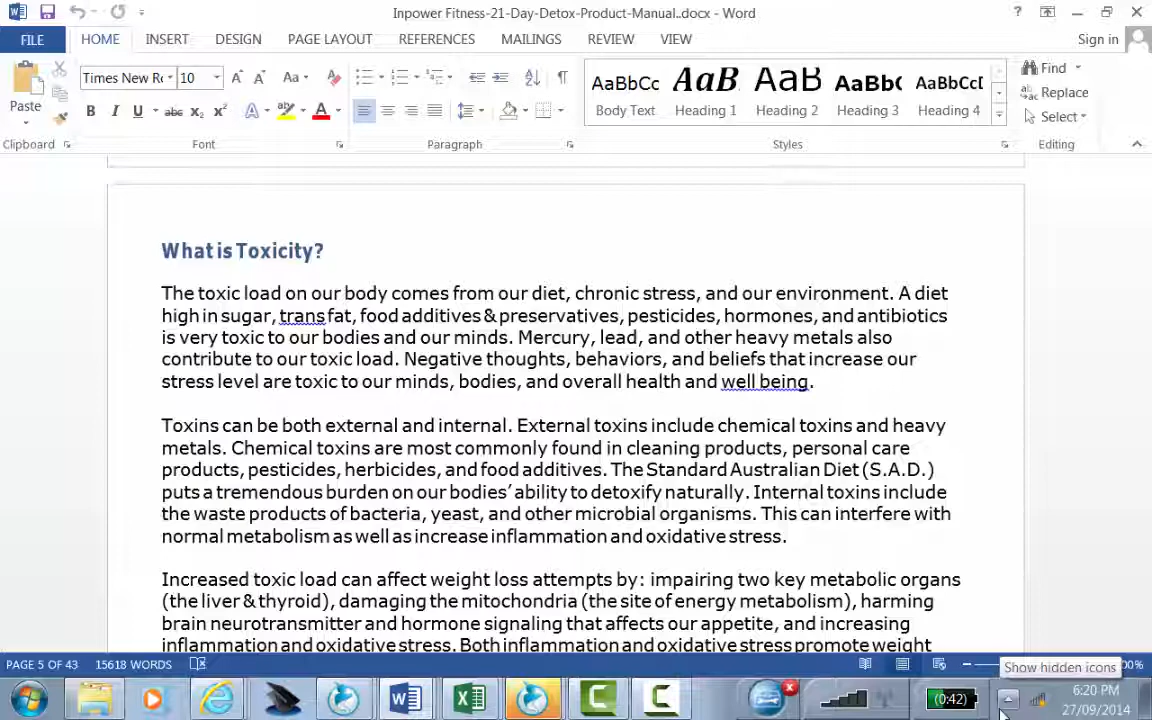 Inpower Fitness-21-Day-Detox-Product-Manual..docx - Word
FILE HOME INSERT DESIGN PAGE LAYOUT REFERENCES MAILINGS REVIEW VIEW Sign in
Times New Ro 10 Aa
AaBbCc AaB AaBb AaBb( AaBbCcD Find
Paste B I U abc x₂ x² A A Body Text Heading 1 Heading 2 Heading 3 Heading 4 Replace
Select
Clipboard Font Paragraph Styles Editing
What is Toxicity?
The toxic load on our body comes from our diet, chronic stress, and our environment. A diet
high in sugar, trans fat, food additives & preservatives, pesticides, hormones, and antibiotics
is very toxic to our bodies and our minds. Mercury, lead, and other heavy metals also
contribute to our toxic load. Negative thoughts, behaviors, and beliefs that increase our
stress level are toxic to our minds, bodies, and overall health and well being.
Toxins can be both external and internal. External toxins include chemical toxins and heavy
metals. Chemical toxins are most commonly found in cleaning products, personal care
products, pesticides, herbicides, and food additives. The Standard Australian Diet (S.A.D.)
puts a tremendous burden on our bodies’ ability to detoxify naturally. Internal toxins include
the waste products of bacteria, yeast, and other microbial organisms. This can interfere with
normal metabolism as well as increase inflammation and oxidative stress.
Increased toxic load can affect weight loss attempts by: impairing two key metabolic organs
(the liver & thyroid), damaging the mitochondria (the site of energy metabolism), harming
brain neurotransmitter and hormone signaling that affects our appetite, and increasing
inflammation and oxidative stress. Both inflammation and oxidative stress promote weight
PAGE 5 OF 43 15618 WORDS Show hidden icons 00%
(0:42) 6:20 PM
27/09/2014